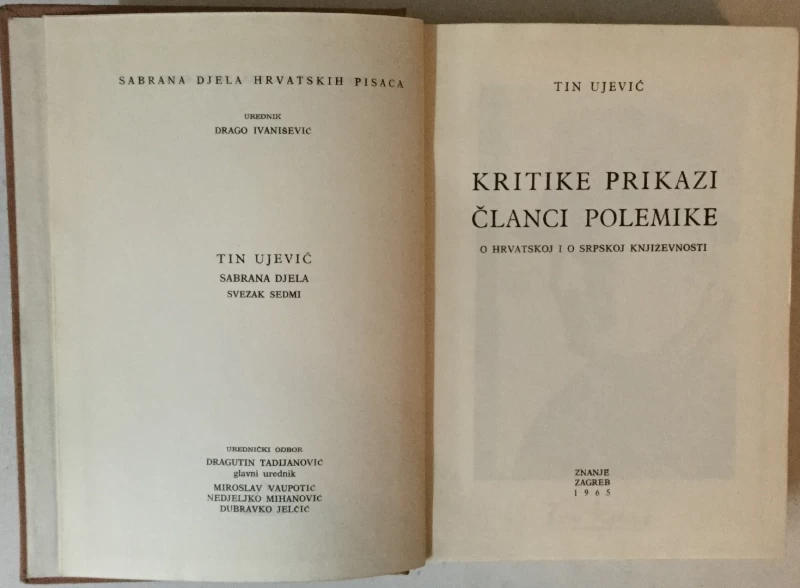 SABRANA DJELA HRVATSKIH PISACA
UREDNIK
DRAGO IVANIŠEVIĆ
TIN UJEVIĆ
SABRANA DJELA
SVEZAK SEDMI
UREDNIČKI ODBOR
DRAGUTIN TADIJANOVIĆ
glavni urednik
MIROSLAV VAUPOTIĆ
NEDJELJKO MIHANOVIĆ
DUBRAVKO JELČIĆ
TIN UJEVIĆ
KRITIKE PRIKAZI
ČLANCI POLEMIKE
O HRVATSKOJ I O SRPSKOJ KNJIŽEVNOSTI
ZNANJE
ZAGREB
1965